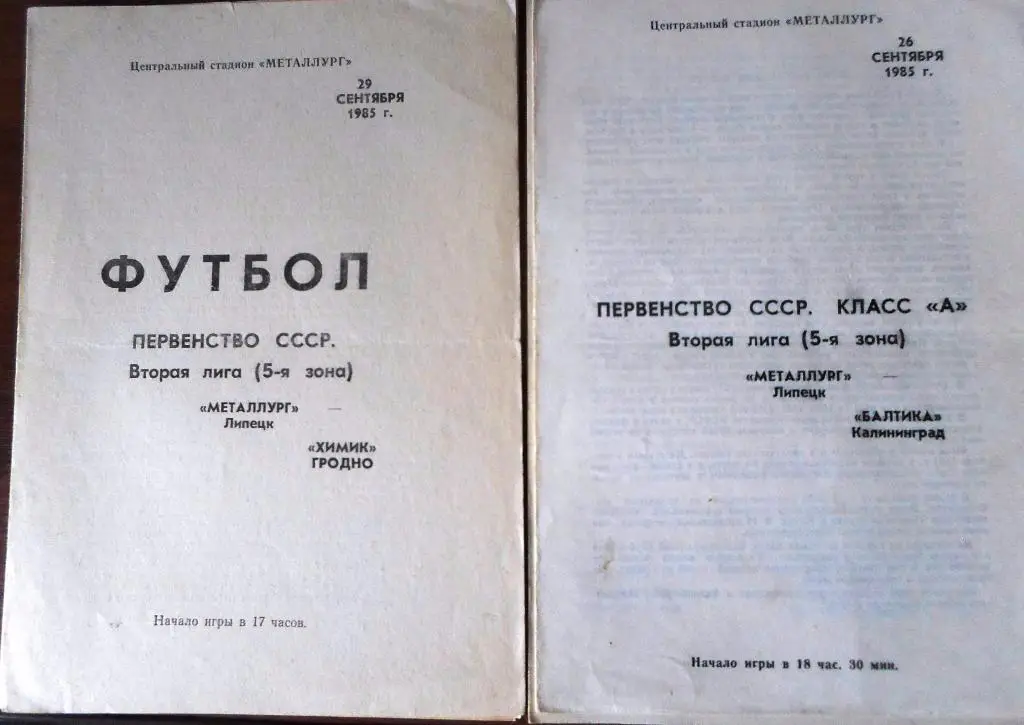 Центральный стадион «МЕТАЛЛУРГ»
29
СЕНТЯБРЯ
1985 г.
ФУТБОЛ
ПЕРВЕНСТВО СССР.
Вторая лига (5-я зона)
«МЕТАЛЛУРГ» —
Липецк
«ХИМИК»
ГРОДНО
Начало игры в 17 часов.
Центральный стадион «МЕТАЛЛУРГ»
26
СЕНТЯБРЯ
1985 г.
ПЕРВЕНСТВО СССР. КЛАСС «А»
Вторая лига (5-я зона)
«МЕТАЛЛУРГ» —
Липецк
«БАЛТИКА»
Калининград
Начало игры в 18 час. 30 мин.